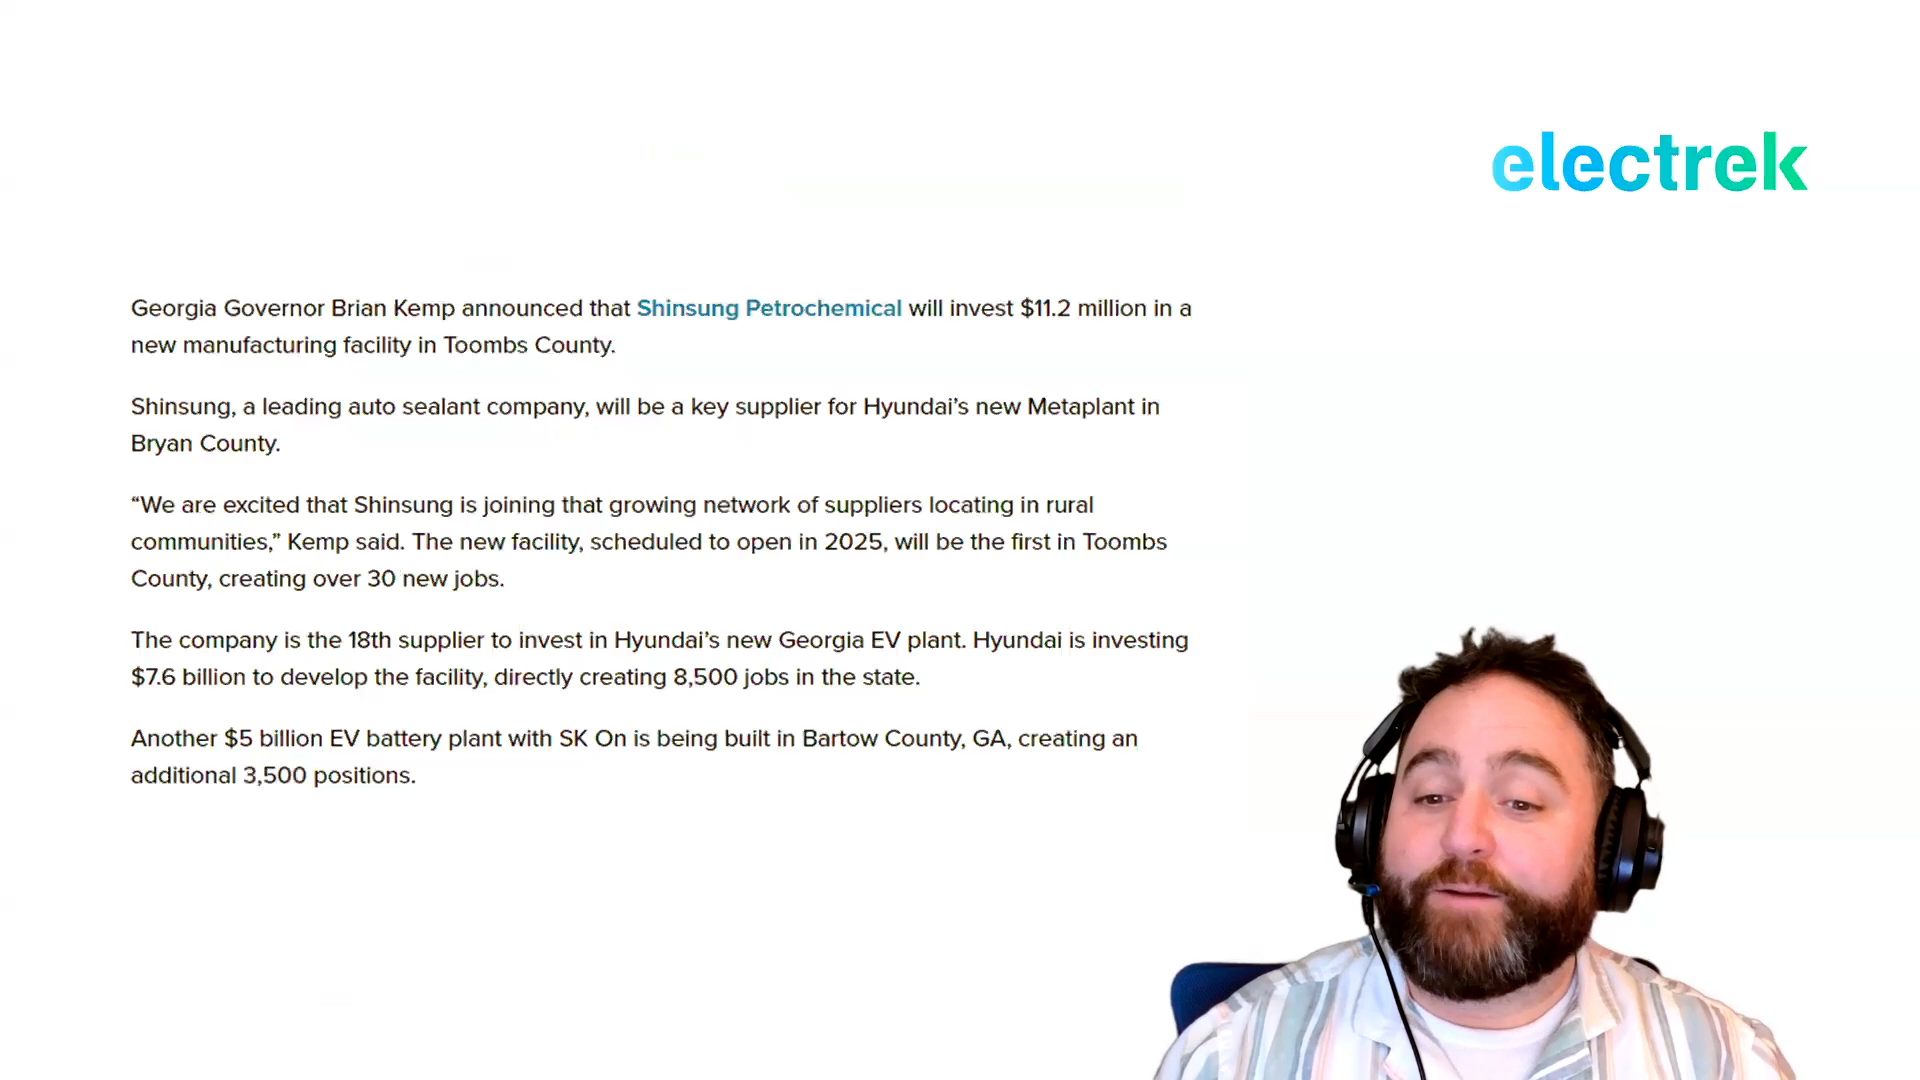 electrek
Georgia Governor Brian Kemp announced that Shinsung Petrochemical will invest $11.2 million in a
new manufacturing facility in Toombs County.
Shinsung, a leading auto sealant company, will be a key supplier for Hyundai’s new Metaplant in
Bryan County.
“We are excited that Shinsung is joining that growing network of suppliers locating in rural
communities,” Kemp said. The new facility, scheduled to open in 2025, will be the first in Toombs
County, creating over 30 new jobs.
The company is the 18th supplier to invest in Hyundai’s new Georgia EV plant. Hyundai is investing
$7.6 billion to develop the facility, directly creating 8,500 jobs in the state.
Another $5 billion EV battery plant with SK On is being built in Bartow County, GA, creating an
additional 3,500 positions.